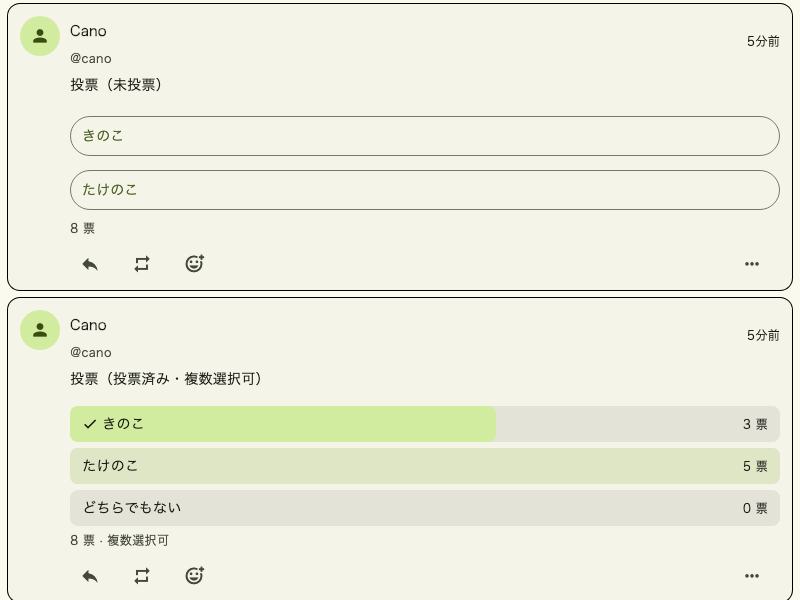 Cano
5分前
@cano
投票（未投票）
きのこ
たけのこ
8 票
Cano
5分前
@cano
投票（投票済み・複数選択可）
きのこ 3 票
たけのこ 5 票
どちらでもない 0 票
8 票 · 複数選択可